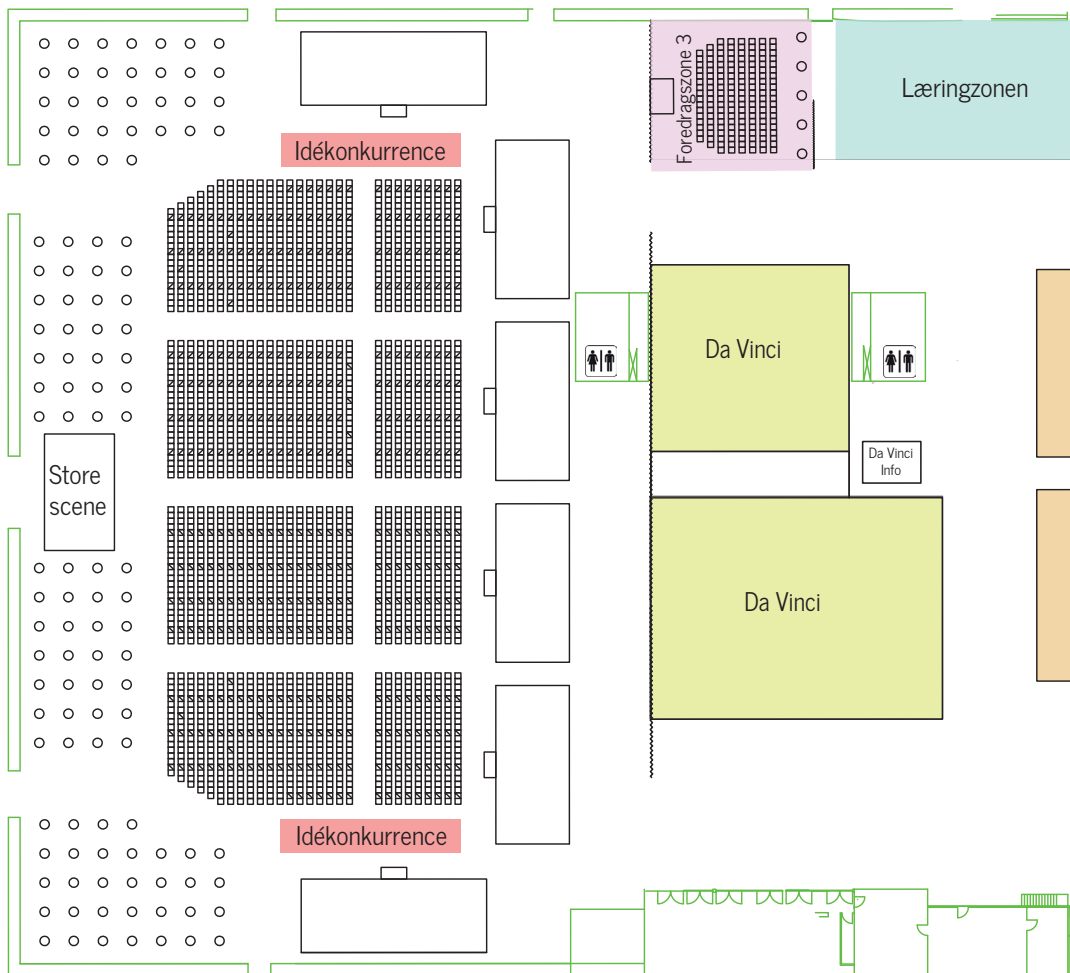 Foredragszone 3
Læringzonen
Idékonkurrence
Da Vinci
Da Vinci
Info
Store
scene
Da Vinci
Idékonkurrence